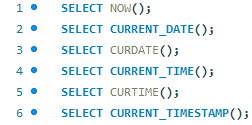 1 SELECT NOW();
2 SELECT CURRENT_DATE();
3 SELECT CURDATE();
4 SELECT CURRENT_TIME();
5 SELECT CURTIME();
6 SELECT CURRENT_TIMESTAMP();